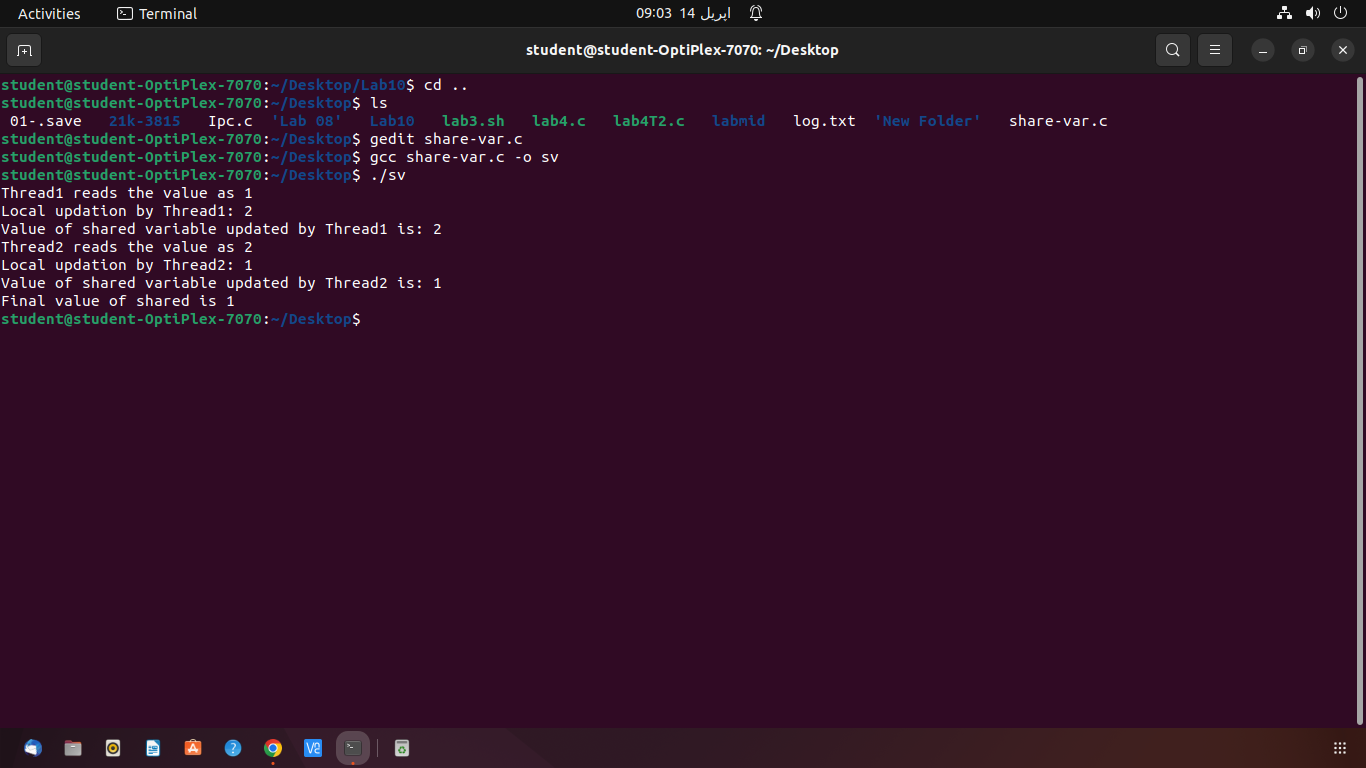 Activities Terminal 09:03 14 اپریل
student@student-OptiPlex-7070: ~/Desktop
student@student-OptiPlex-7070:~/Desktop/Lab10$ cd ..
student@student-OptiPlex-7070:~/Desktop$ ls
01-.save 21k-3815 Ipc.c 'Lab 08' Lab10 lab3.sh lab4.c lab4T2.c labmid log.txt 'New Folder' share-var.c
student@student-OptiPlex-7070:~/Desktop$ gedit share-var.c
student@student-OptiPlex-7070:~/Desktop$ gcc share-var.c -o sv
student@student-OptiPlex-7070:~/Desktop$ ./sv
Thread1 reads the value as 1
Local updation by Thread1: 2
Value of shared variable updated by Thread1 is: 2
Thread2 reads the value as 2
Local updation by Thread2: 1
Value of shared variable updated by Thread2 is: 1
Final value of shared is 1
student@student-OptiPlex-7070:~/Desktop$